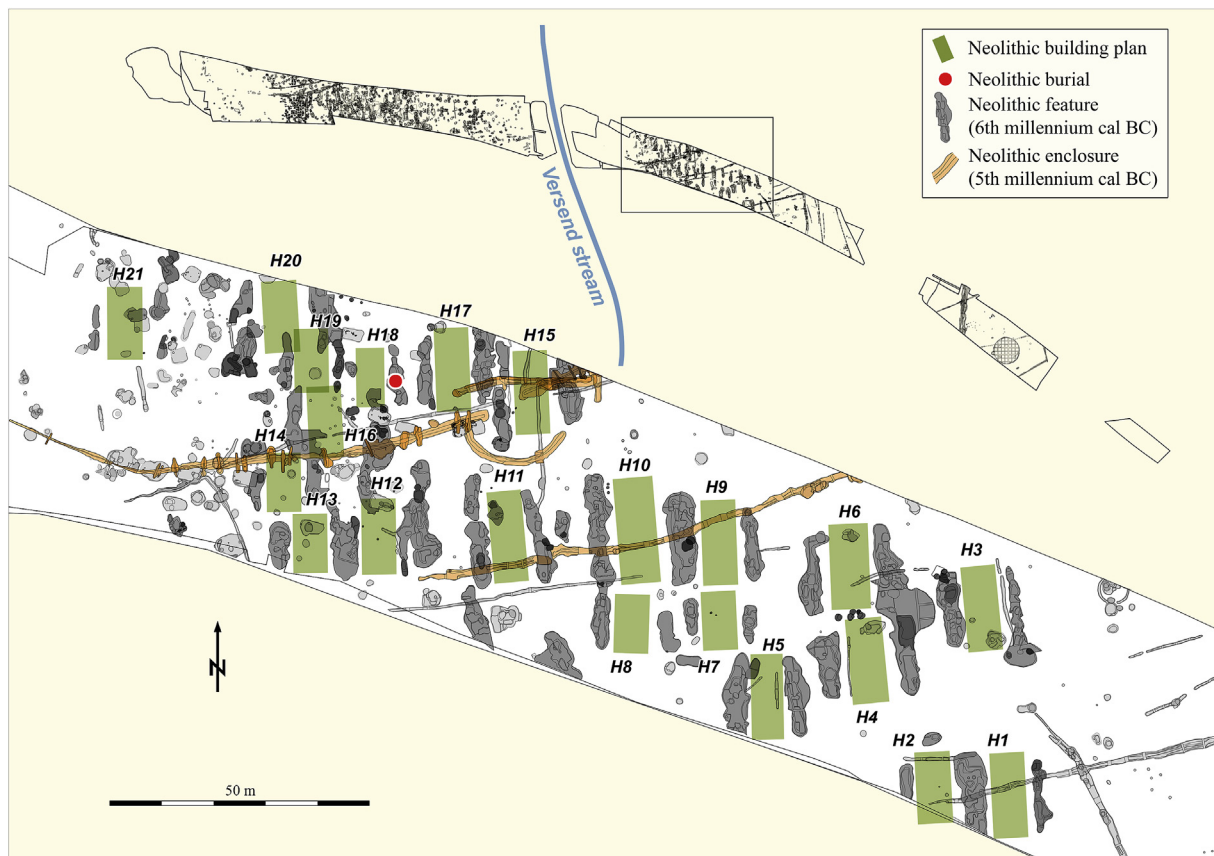 Neolithic building plan
Neolithic burial
Neolithic feature
(6th millennium cal BC)
Neolithic enclosure
(5th millennium cal BC)
Versend stream
H20
H21
H19
H17
H18
H15
H14
H16
H13
H12
H11
H10
H9
H6
H3
H8
H7
H5
H4
H2
H1
N
50 m